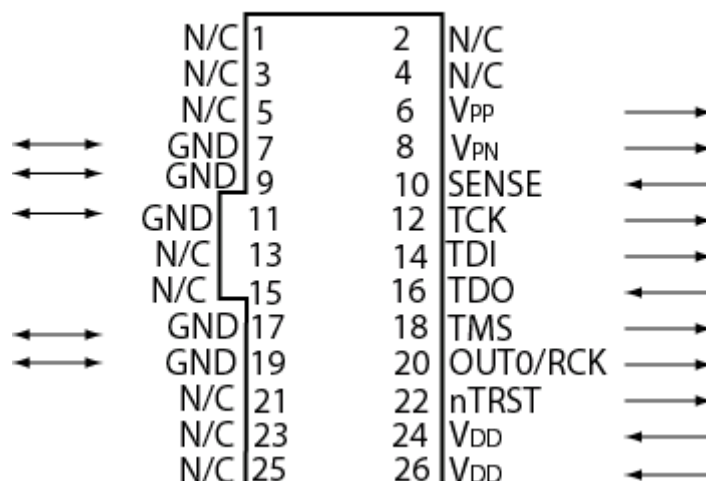 N/C 1 2 N/C
N/C 3 4 N/C
N/C 5 6 VPP
GND 7 8 VPN
GND 9 10 SENSE
GND 11 12 TCK
N/C 13 14 TDI
N/C 15 16 TDO
GND 17 18 TMS
GND 19 20 OUT0/RCK
N/C 21 22 nTRST
N/C 23 24 VDD
N/C 25 26 VDD